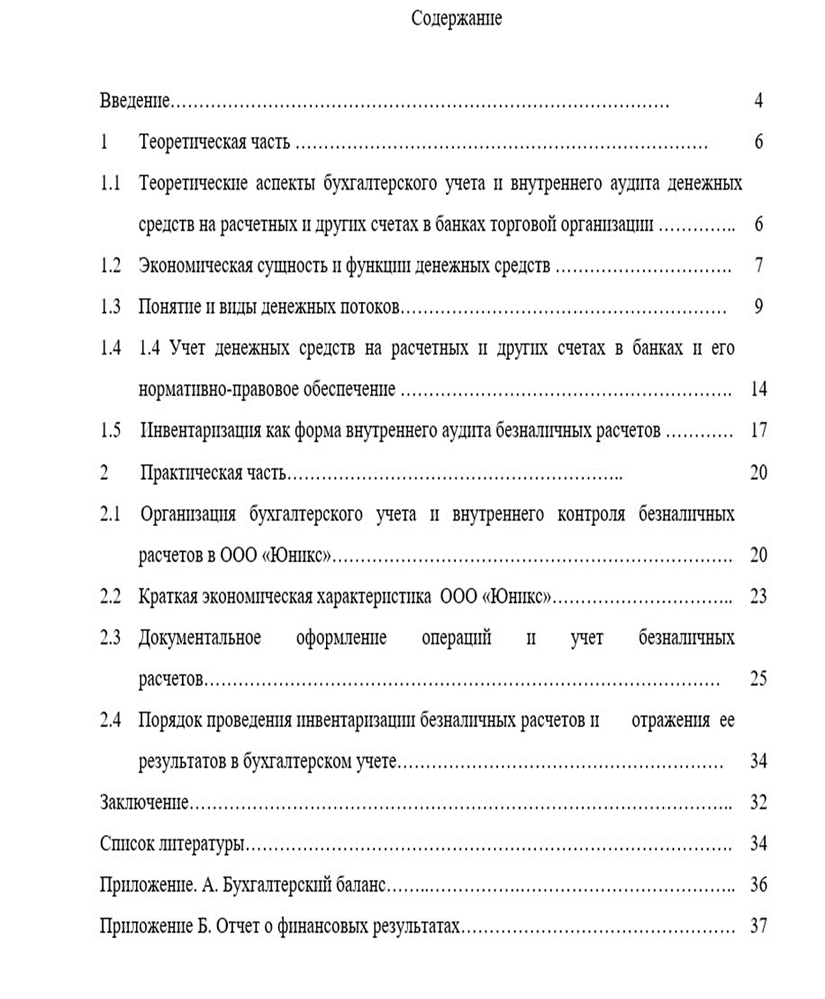 Содержание
Введение…………………………………………………………………………… 4
1 Теоретическая часть ……………………………………………………………… 6
1.1 Теоретические аспекты бухгалтерского учета и внутреннего аудита денежных
средств на расчетных и других счетах в банках торговой организации ………….. 6
1.2 Экономическая сущность и функции денежных средств …………………………. 7
1.3 Понятие и виды денежных потоков………………………………………………… 9
1.4 1.4 Учет денежных средств на расчетных и других счетах в банках и его
нормативно-правовое обеспечение …………………………………………………. 14
1.5 Инвентаризация как форма внутреннего аудита безналичных расчетов ………… 17
2 Практическая часть………………………………………………….. 20
2.1 Организация бухгалтерского учета и внутреннего контроля безналичных
расчетов в ООО «Юникс»……………………………………………………………. 20
2.2 Краткая экономическая характеристика ООО «Юникс»………………………….. 23
2.3 Документальное оформление операций и учет безналичных
расчетов……………………………………………………………………………… 25
2.4 Порядок проведения инвентаризации безналичных расчетов и отражения ее
результатов в бухгалтерском учете………………………………………………… 34
Заключение………………………………………………………………………………….. 32
Список литературы…………………………………………………………………………. 34
Приложение. А. Бухгалтерский баланс……..…………………………………………….. 36
Приложение Б. Отчет о финансовых результатах………………………………………… 37